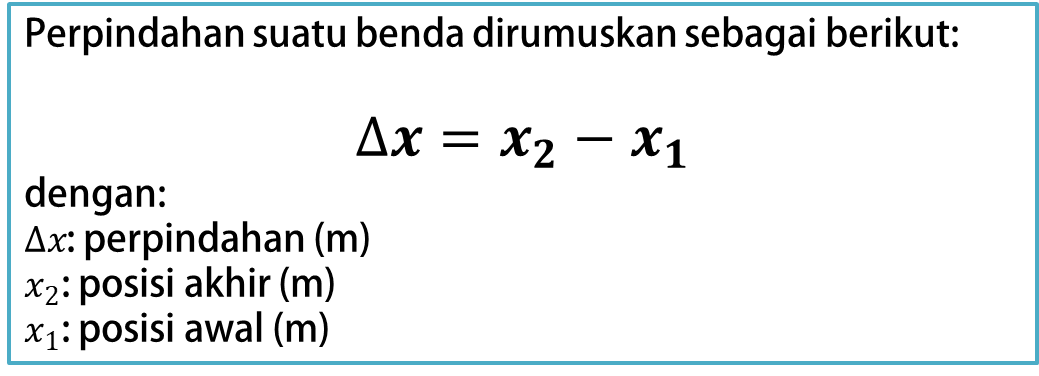 Perpindahan suatu benda dirumuskan sebagai berikut:
Δx = x₂ − x₁
dengan:
Δx: perpindahan (m)
x₂: posisi akhir (m)
x₁: posisi awal (m)